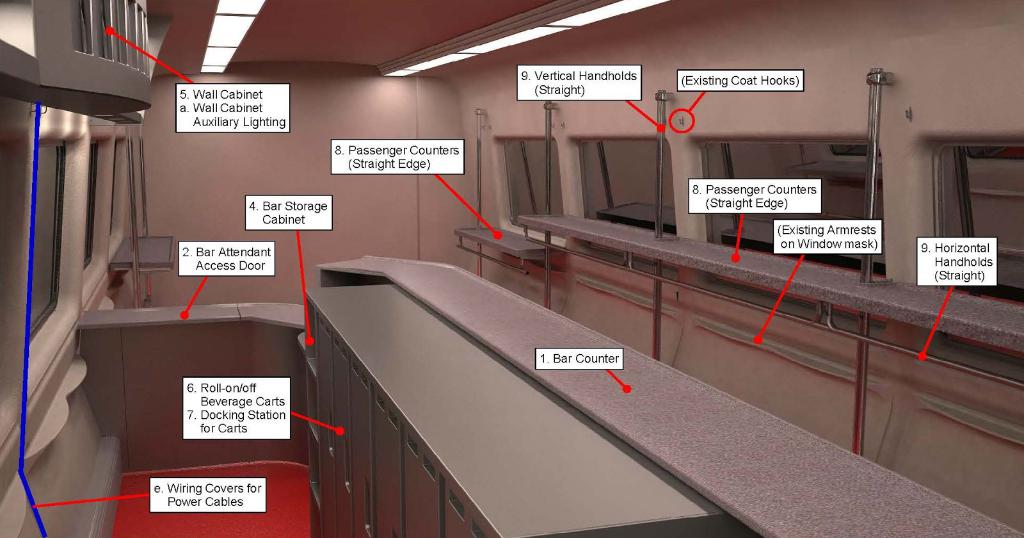 5. Wall Cabinet
a. Wall Cabinet
Auxiliary Lighting
9. Vertical Handholds
(Straight)
(Existing Coat Hooks)
8. Passenger Counters
(Straight Edge)
8. Passenger Counters
(Straight Edge)
4. Bar Storage
Cabinet
(Existing Armrests
on Window mask)
2. Bar Attendant
Access Door
9. Horizontal
Handholds
(Straight)
1. Bar Counter
6. Roll-on/off
Beverage Carts
7. Docking Station
for Carts
e. Wiring Covers for
Power Cables